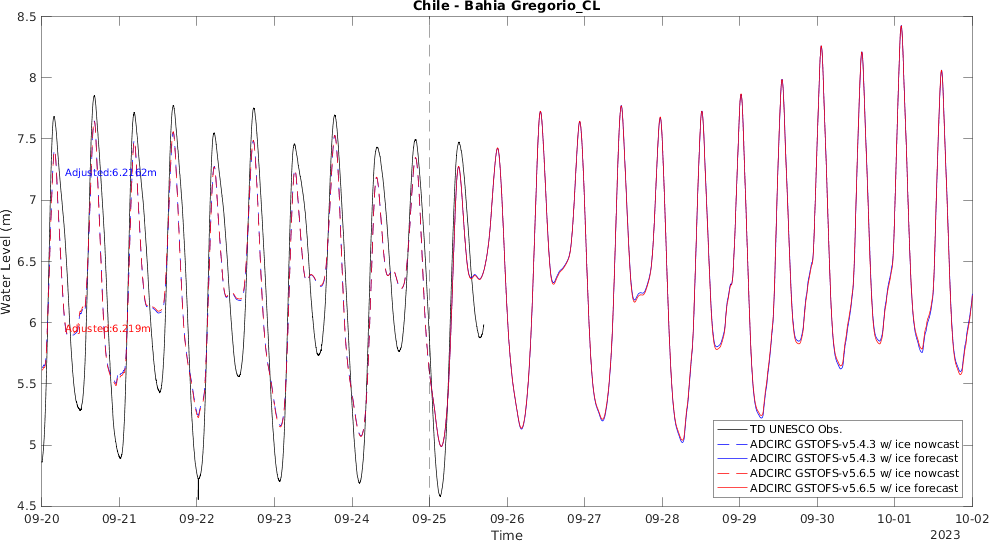 Chile - Bahia Gregorio_CL
8.5
8
7.5
7
6.5
6
5.5
5
4.5
Water Level (m)
Adjusted:6.2162m
Adjusted:6.219m
TD UNESCO Obs.
ADCIRC GSTOFS-v5.4.3 w/ ice nowcast
ADCIRC GSTOFS-v5.4.3 w/ ice forecast
ADCIRC GSTOFS-v5.6.5 w/ ice nowcast
ADCIRC GSTOFS-v5.6.5 w/ ice forecast
09-20 09-21 09-22 09-23 09-24 09-25 09-26 09-27 09-28 09-29 09-30 10-01 10-02
Time
2023